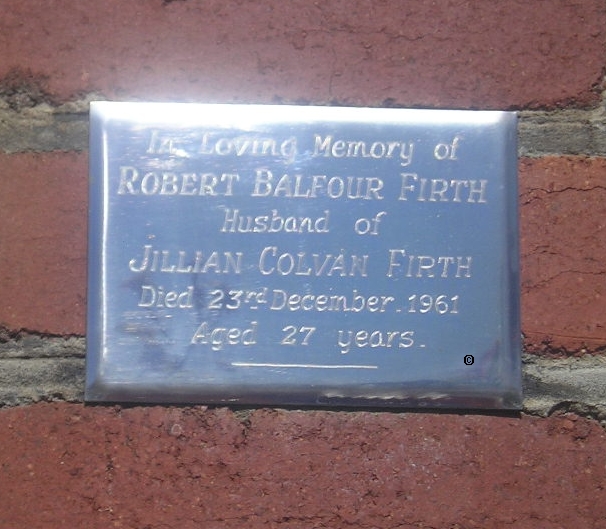 In Loving Memory of
ROBERT BALFOUR FIRTH
Husband of
JILLIAN COLVAN FIRTH
Died 23rd December. 1961
Aged 27 years.
©